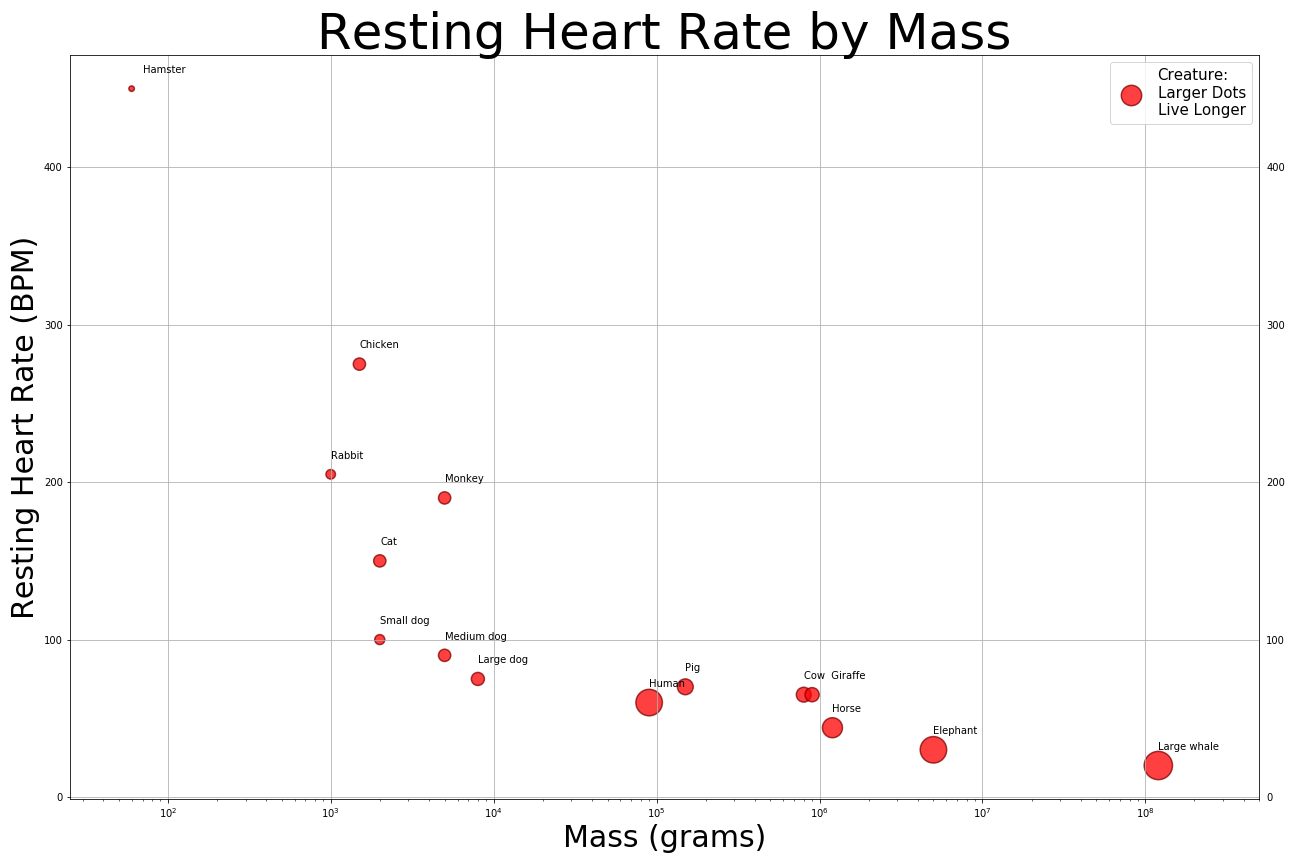 Resting Heart Rate by Mass
Creature:
Larger Dots
Live Longer
Hamster
Chicken
Rabbit
Monkey
Cat
Small dog
Medium dog
Large dog
Human
Pig
Cow Giraffe
Horse
Elephant
Large whale
Resting Heart Rate (BPM)
400
300
200
100
0
400
300
200
100
0
10²
10³
10⁴
10⁵
10⁶
10⁷
10⁸
Mass (grams)